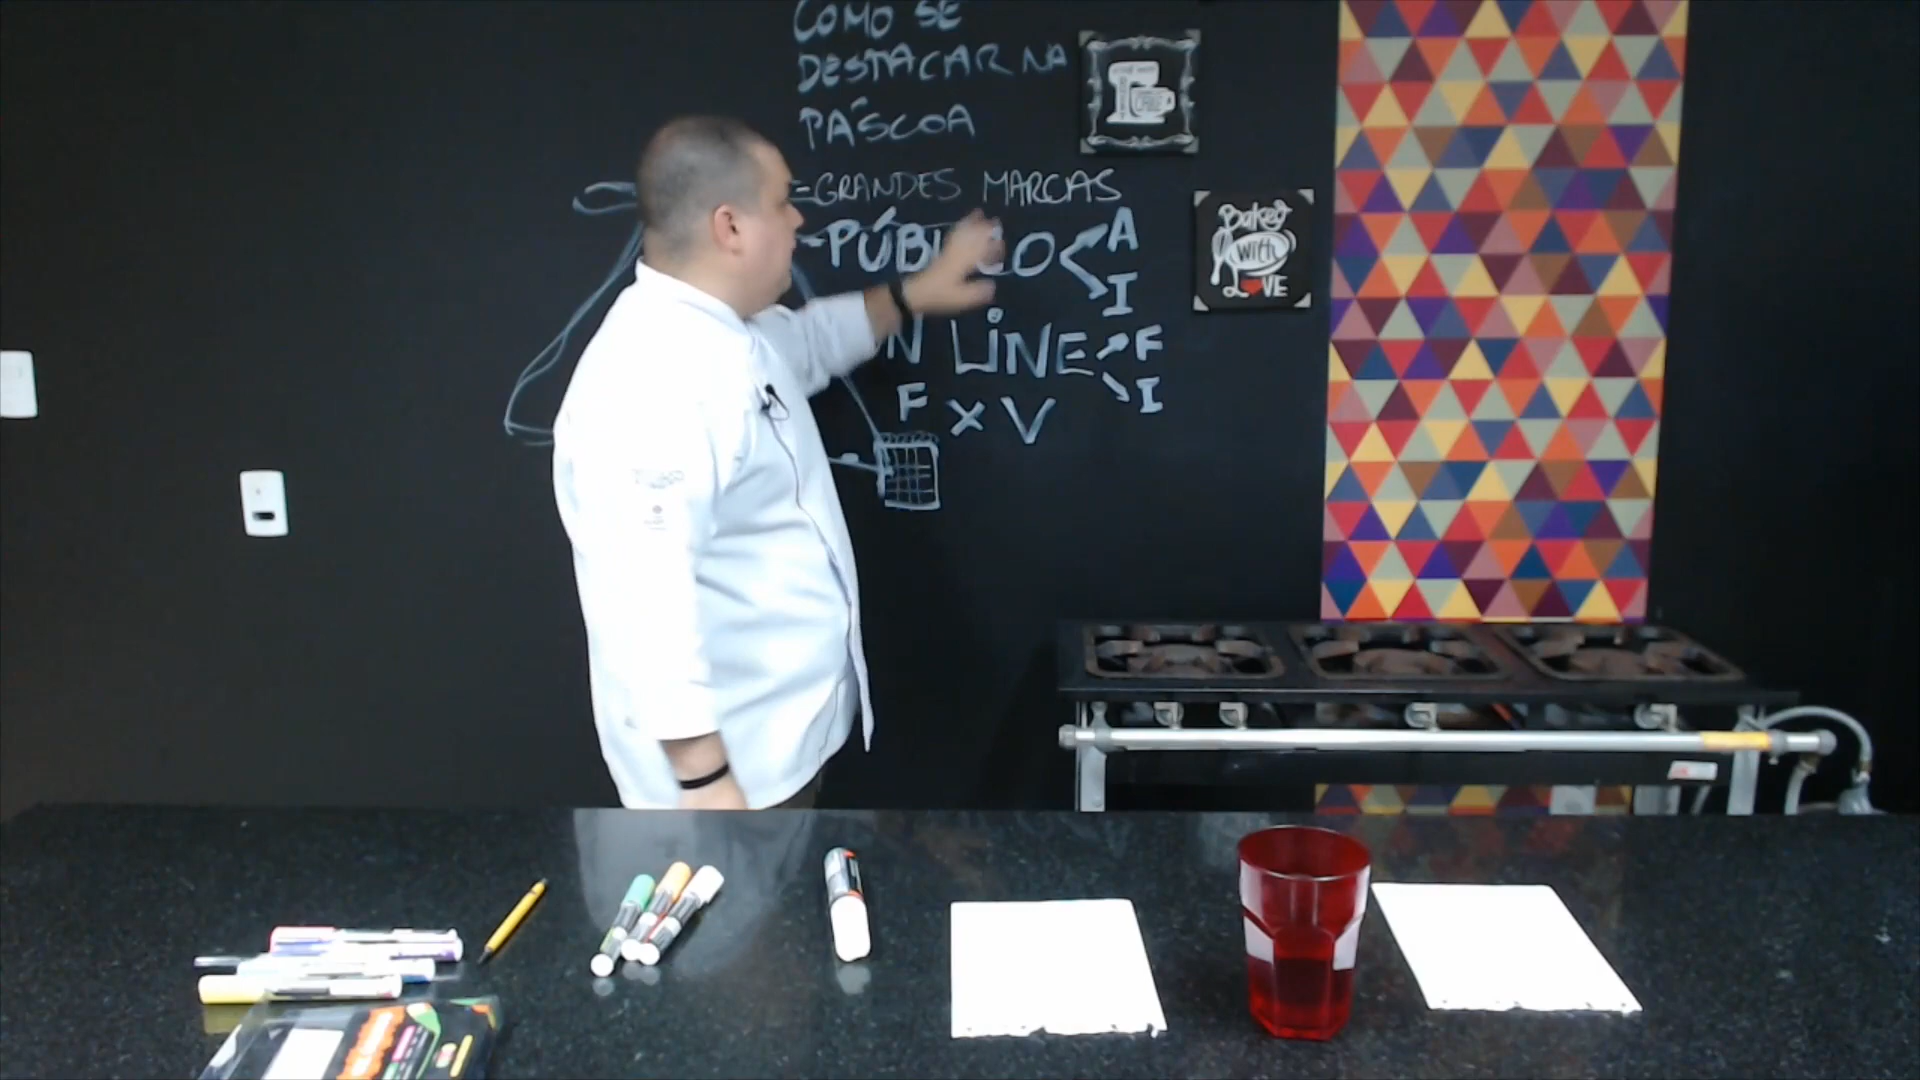 COMO SE
DESTACAR NA
PÁSCOA
=GRANDES MARCAS
-PÚBLICO A
I
N LINE F
I
F X V
Baked
with
LOVE